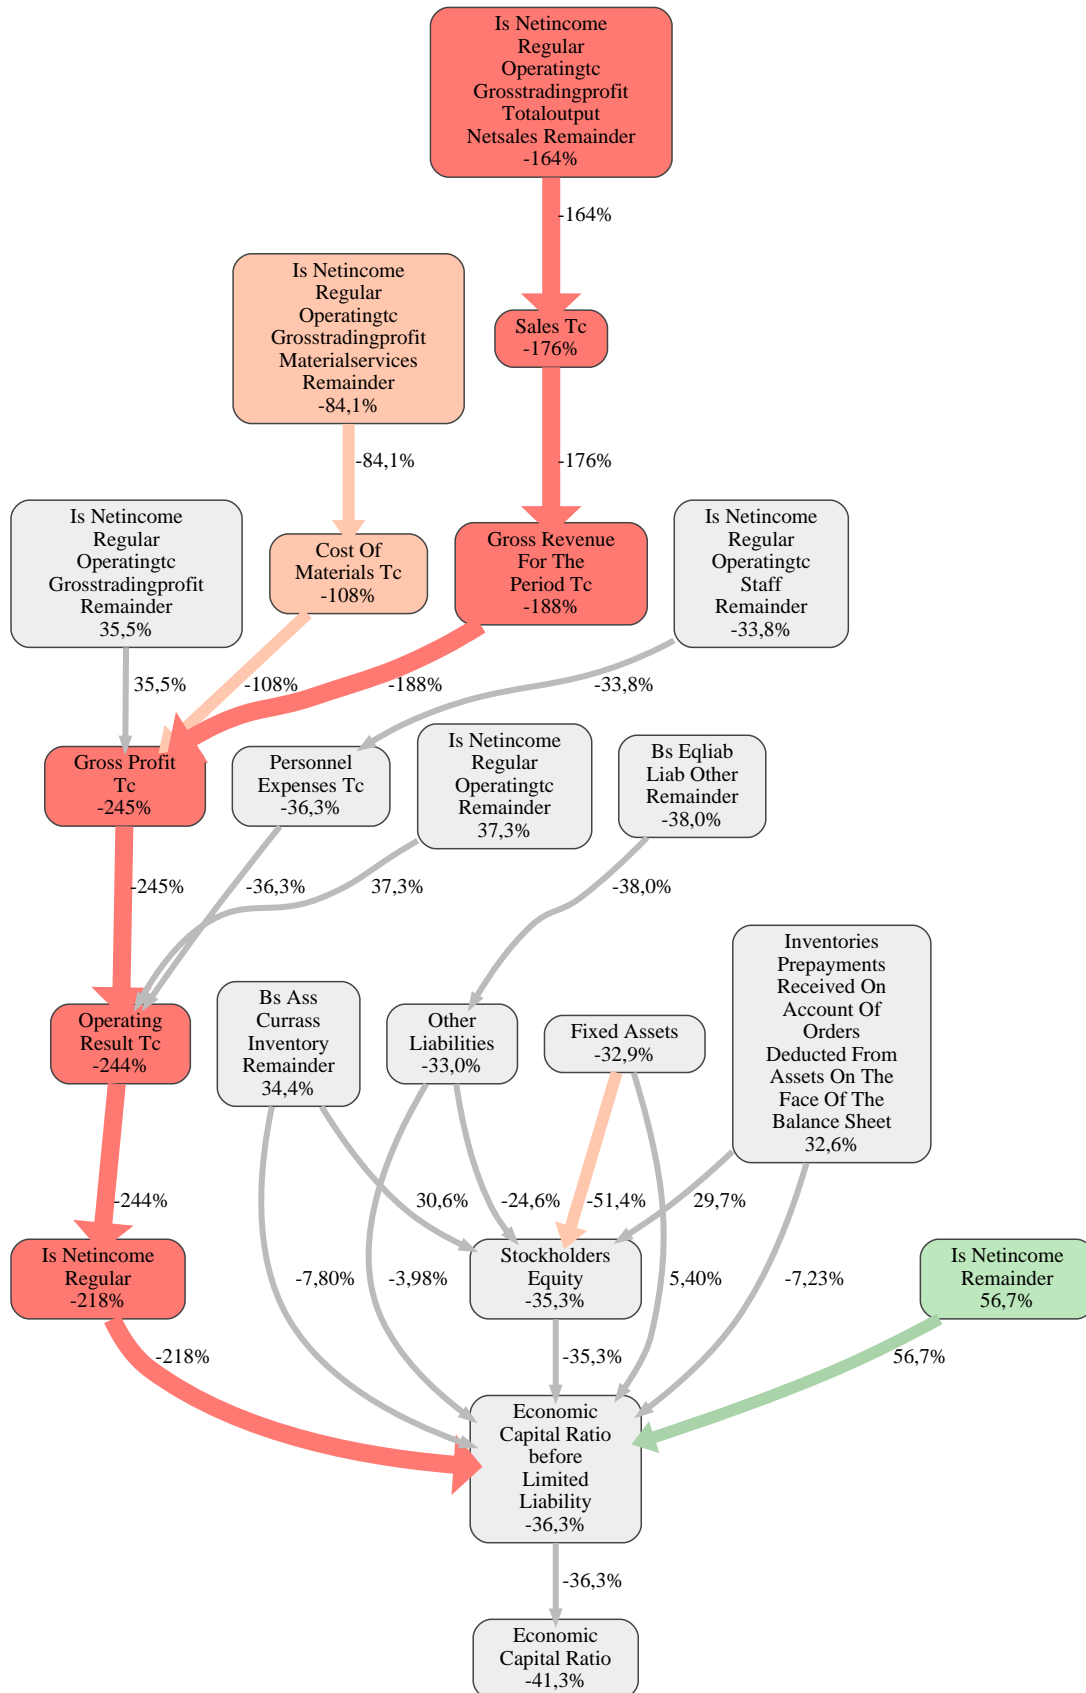 Is Netincome
Regular
Operatingtc
Grosstradingprofit
Totaloutput
Netsales Remainder
-164%
-164%
Is Netincome
Regular
Operatingtc
Grosstradingprofit
Materialservices
Remainder
-84,1%
Sales Tc
-176%
-84,1%
-176%
Is Netincome
Regular
Operatingtc
Grosstradingprofit
Remainder
35,5%
Cost Of
Materials Tc
-108%
Gross Revenue
For The
Period Tc
-188%
Is Netincome
Regular
Operatingtc
Staff
Remainder
-33,8%
35,5%
-108%
-188%
-33,8%
Gross Profit
Tc
-245%
Personnel
Expenses Tc
-36,3%
Is Netincome
Regular
Operatingtc
Remainder
37,3%
Bs Eqliab
Liab Other
Remainder
-38,0%
-245%
-36,3%
37,3%
-38,0%
Operating
Result Tc
-244%
Bs Ass
Currass
Inventory
Remainder
34,4%
Other
Liabilities
-33,0%
Fixed Assets
-32,9%
Inventories
Prepayments
Received On
Account Of
Orders
Deducted From
Assets On The
Face Of The
Balance Sheet
32,6%
-244%
30,6%
-24,6%
-51,4%
29,7%
Is Netincome
Regular
-218%
-7,80%
-3,98%
Stockholders
Equity
-35,3%
5,40%
-7,23%
Is Netincome
Remainder
56,7%
-218%
-35,3%
56,7%
Economic
Capital Ratio
before
Limited
Liability
-36,3%
-36,3%
Economic
Capital Ratio
-41,3%